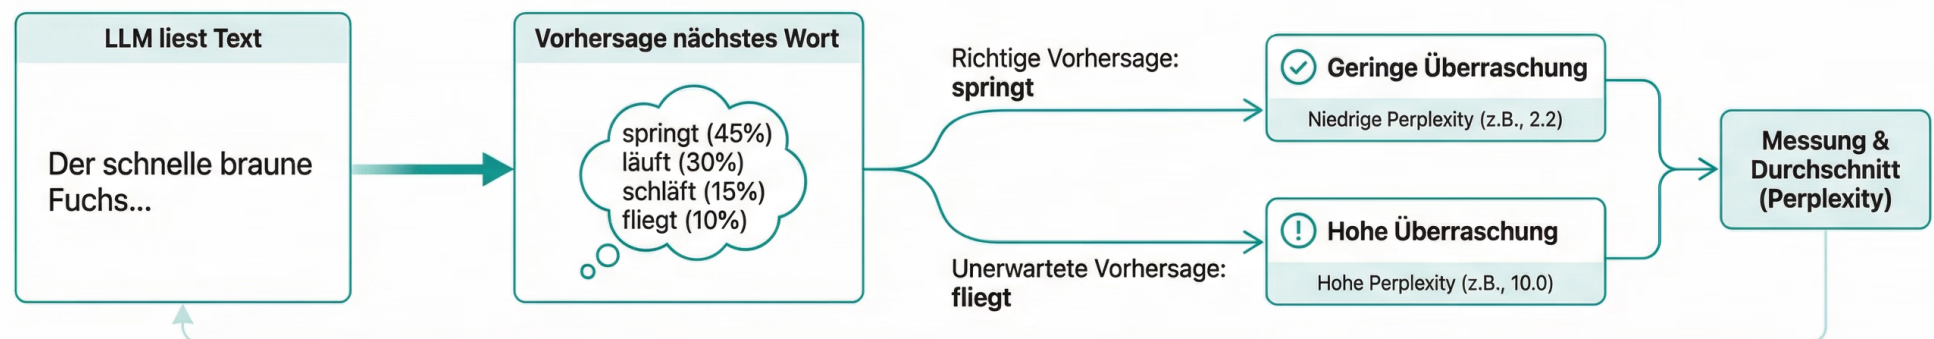 LLM liest Text
Der schnelle braune
Fuchs...
Vorhersage nächstes Wort
springt (45%)
läuft (30%)
schläft (15%)
fliegt (10%)
Richtige Vorhersage:
springt
Unerwartete Vorhersage:
fliegt
Geringe Überraschung
Niedrige Perplexity (z.B., 2.2)
Hohe Überraschung
Hohe Perplexity (z.B., 10.0)
Messung &
Durchschnitt
(Perplexity)